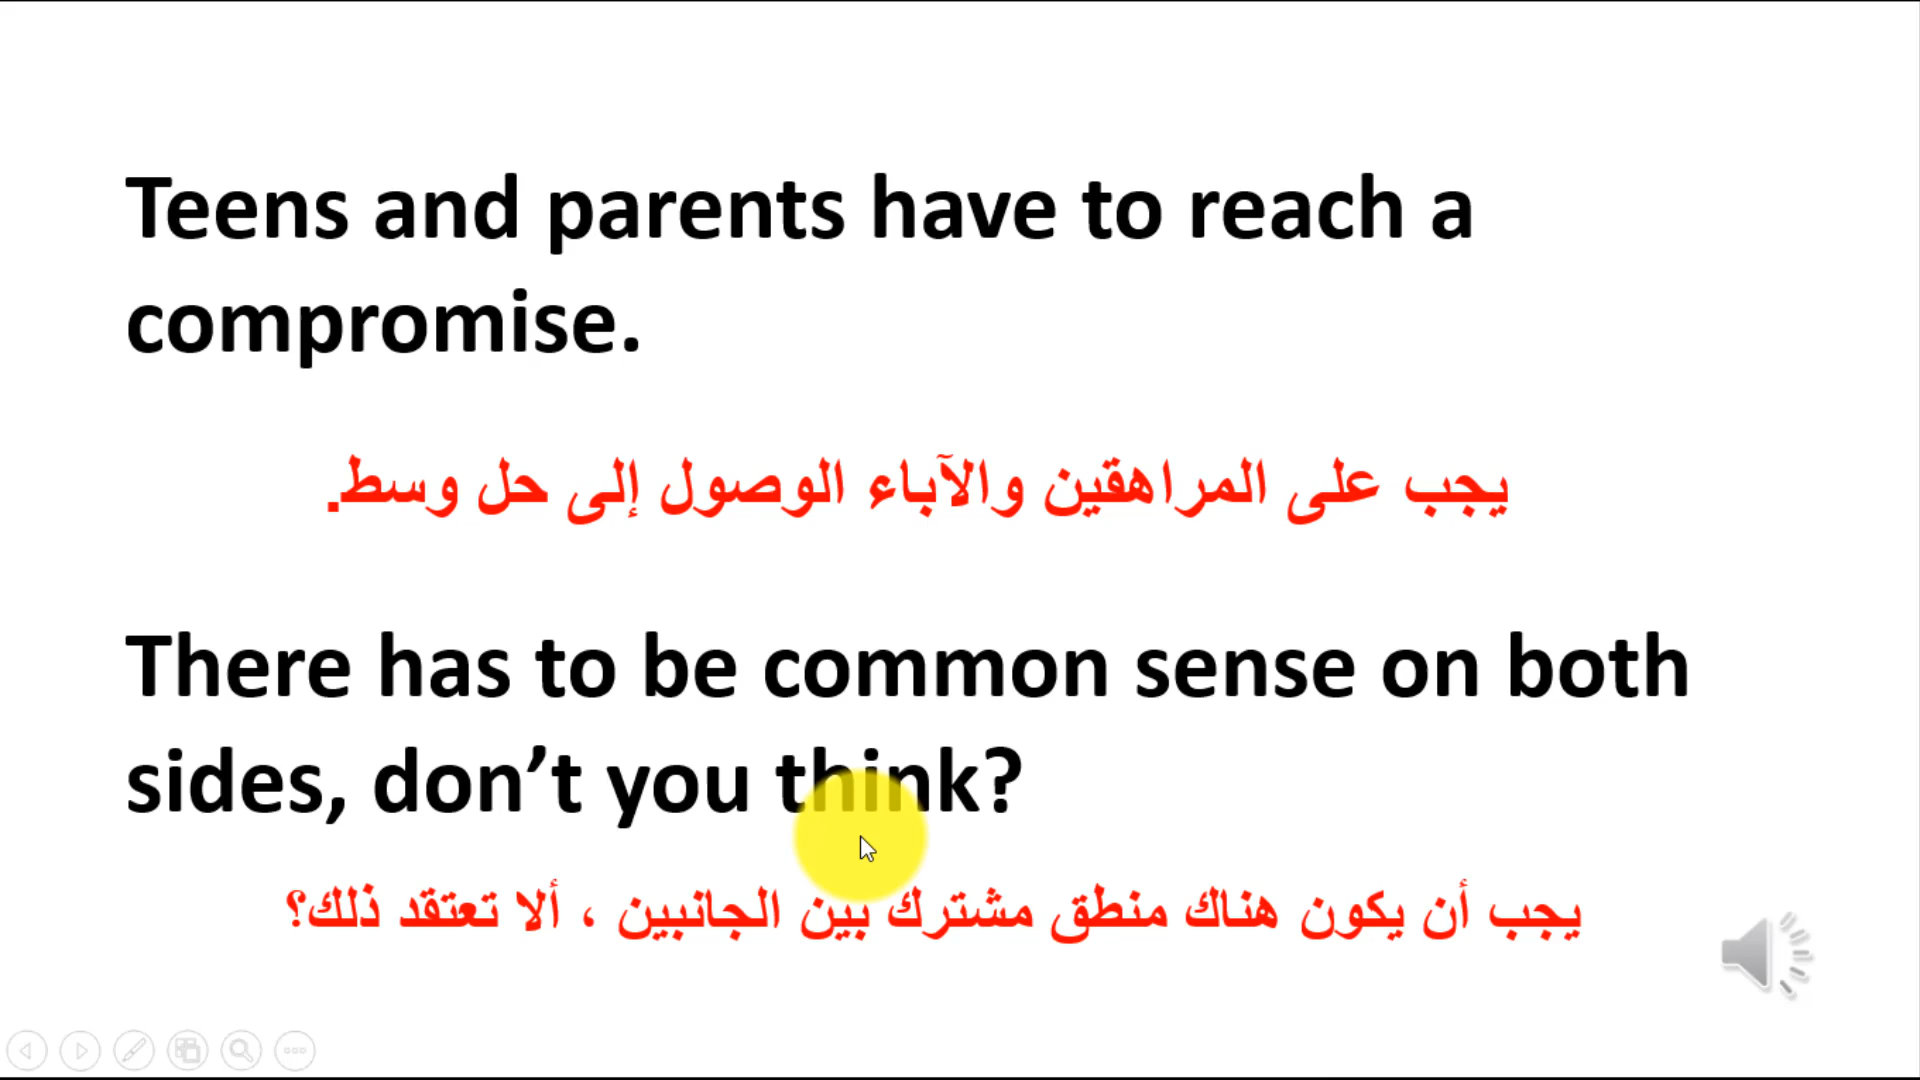 Teens and parents have to reach a
compromise.
يجب على المراهقين والآباء الوصول إلى حل وسط.
There has to be common sense on both
sides, don’t you think?
يجب أن يكون هناك منطق مشترك بين الجانبين ، ألا تعتقد ذلك؟